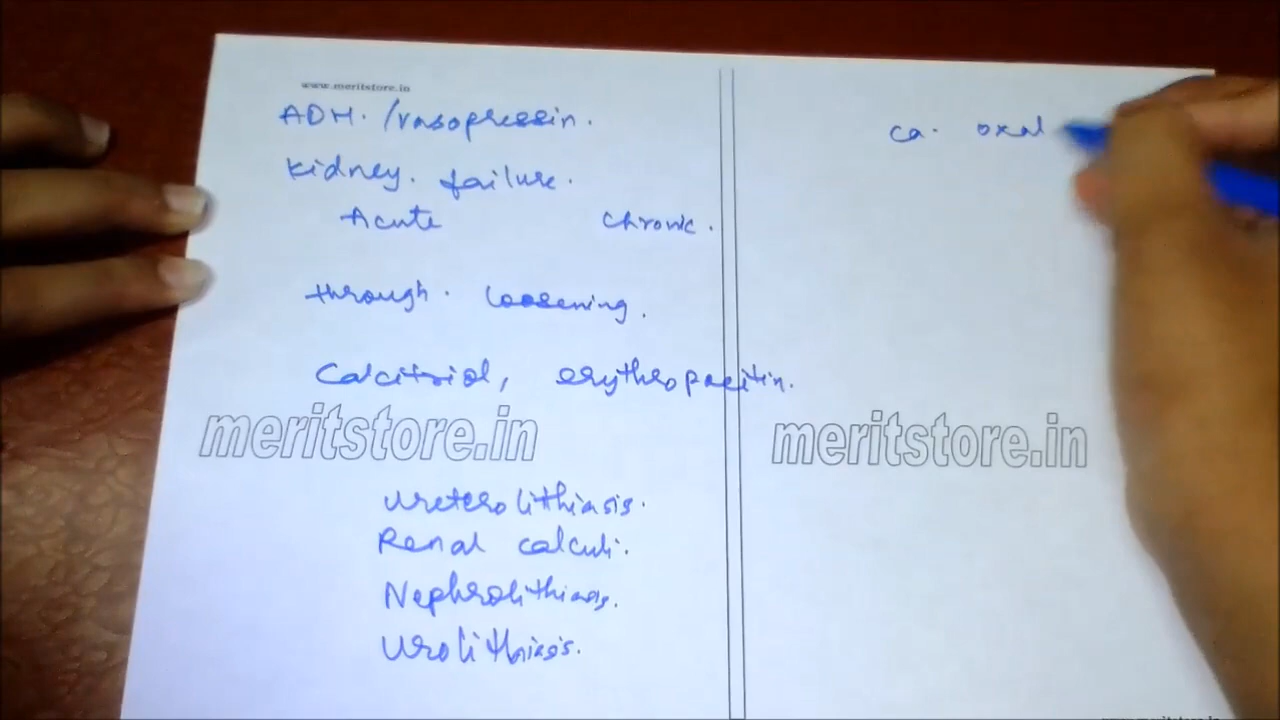 www.meritstore.in
ADH. /vasopressin.
Kidney. failure.
Acute chronic.
through. loosening.
Calcitriol, erythropoeitin.
meritstore.in
ureterolithiasis.
Renal calculi.
Nephrolithiasis.
Urolithiasis.
ca. oxal
meritstore.in